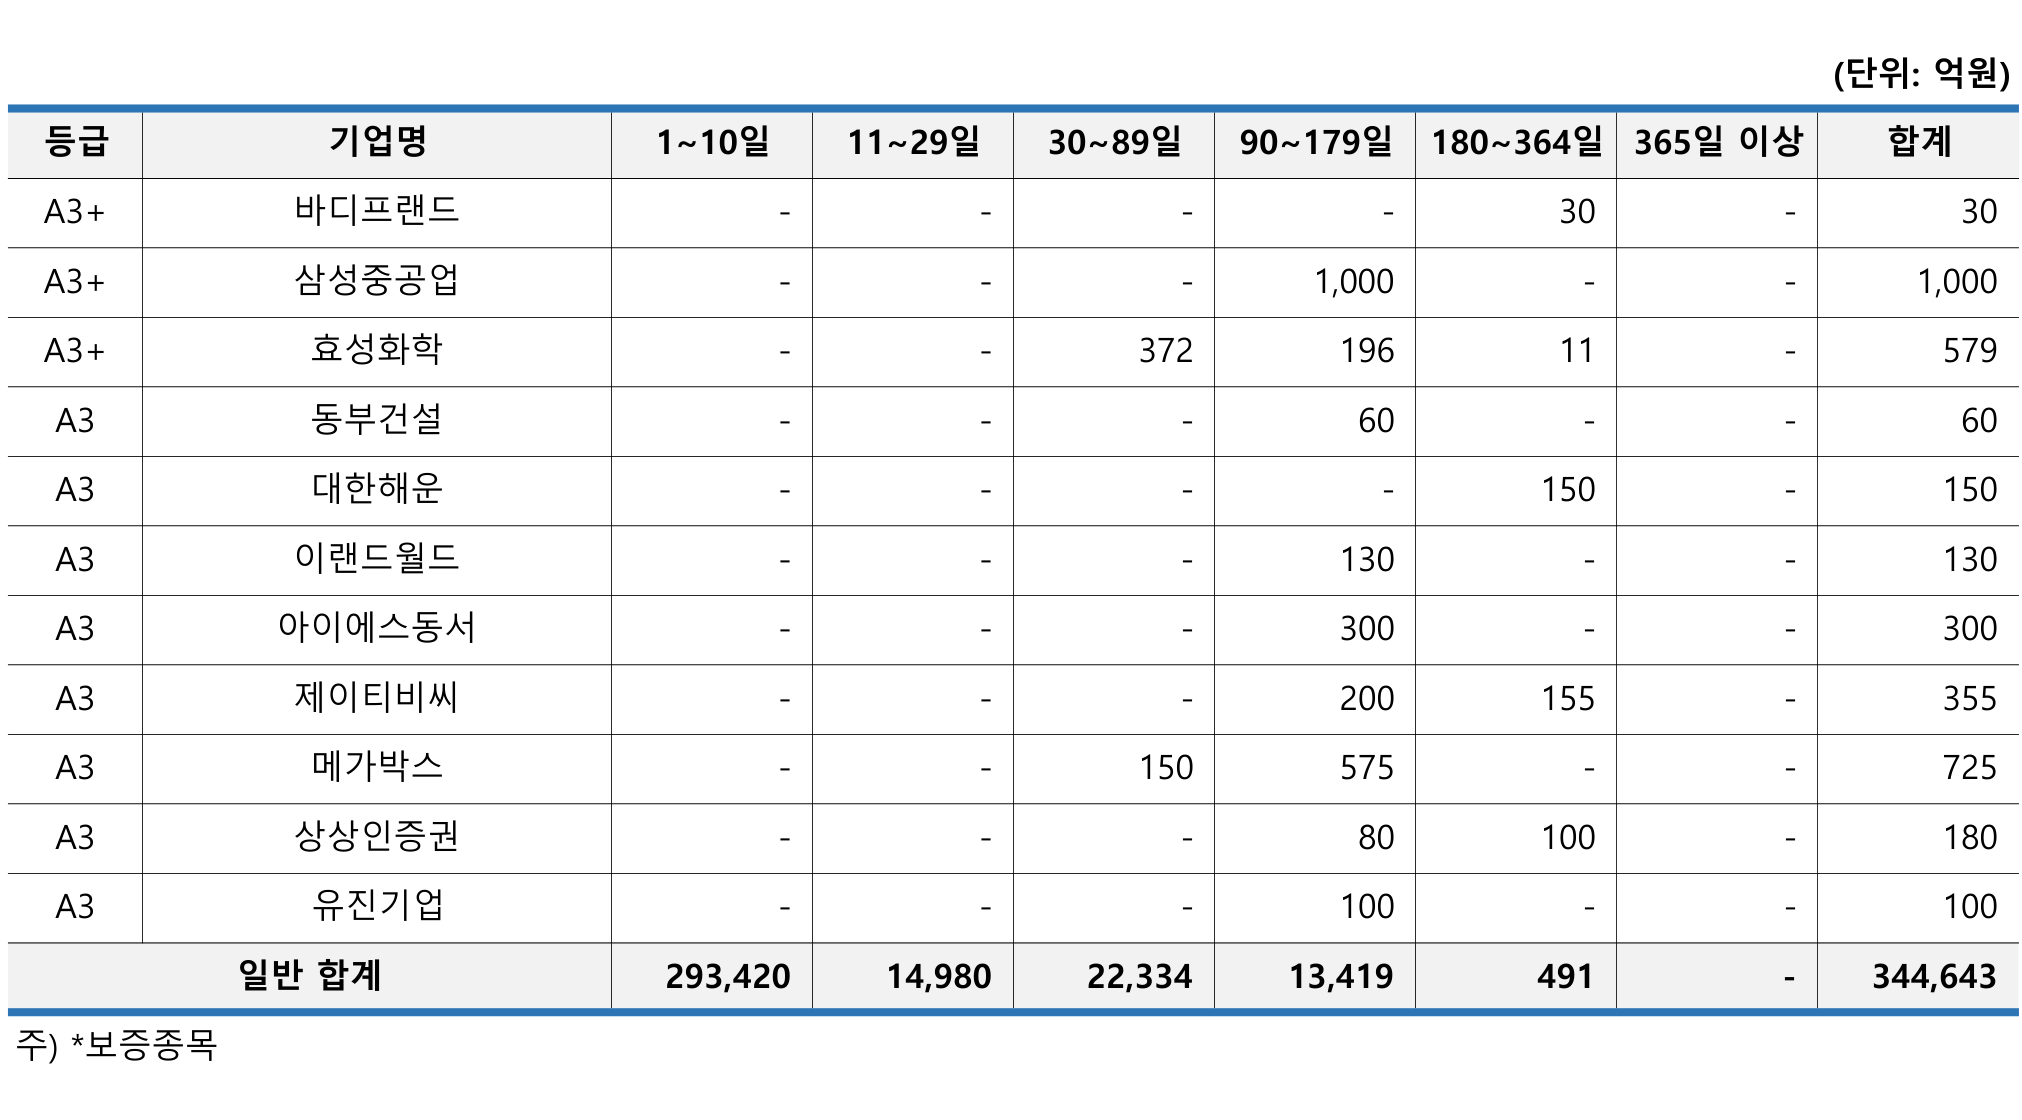 (단위: 억원)
등급 기업명 1~10일 11~29일 30~89일 90~179일 180~364일 365일 이상 합계
A3+ 바디프랜드 - - - - 30 - 30
A3+ 삼성중공업 - - - 1,000 - - 1,000
A3+ 효성화학 - - 372 196 11 - 579
A3 동부건설 - - - 60 - - 60
A3 대한해운 - - - - 150 - 150
A3 이랜드월드 - - - 130 - - 130
A3 아이에스동서 - - - 300 - - 300
A3 제이티비씨 - - - 200 155 - 355
A3 메가박스 - - 150 575 - - 725
A3 상상인증권 - - - 80 100 - 180
A3 유진기업 - - - 100 - - 100
일반 합계 293,420 14,980 22,334 13,419 491 - 344,643
주) *보증종목